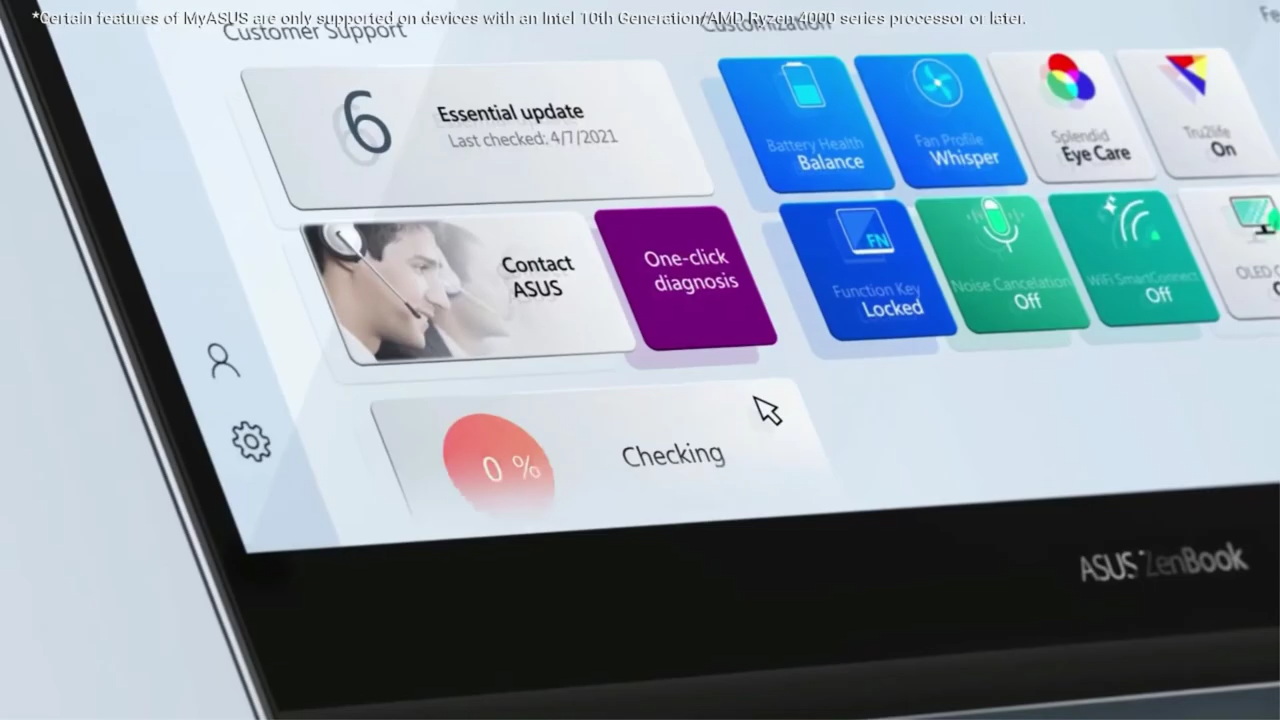 *Certain features of MyASUS are only supported on devices with an Intel 10th Generation/AMD Ryzen 4000 series processor or later.
Customer Support
Customization
Fe
6
Essential update
Last checked: 4/7/2021
Battery Health
Balance
Fan Profile
Whisper
Splendid
Eye Care
Tru2life
On
Contact
ASUS
One-click
diagnosis
FN
Function Key
Locked
Noise Cancelation
Off
WiFi SmartConnect
Off
OLED
0 %
Checking
ASUS ZenBook